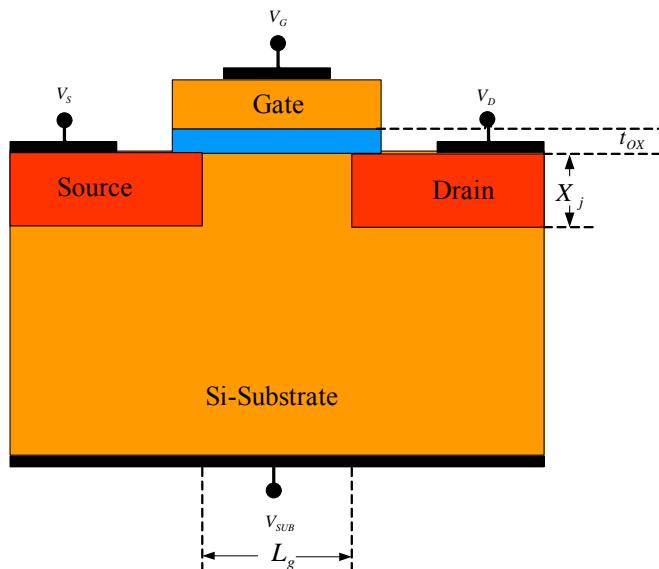 V_G
V_S
Gate
V_D
t_OX
Source
Drain
X_j
Si-Substrate
V_SUB
L_g